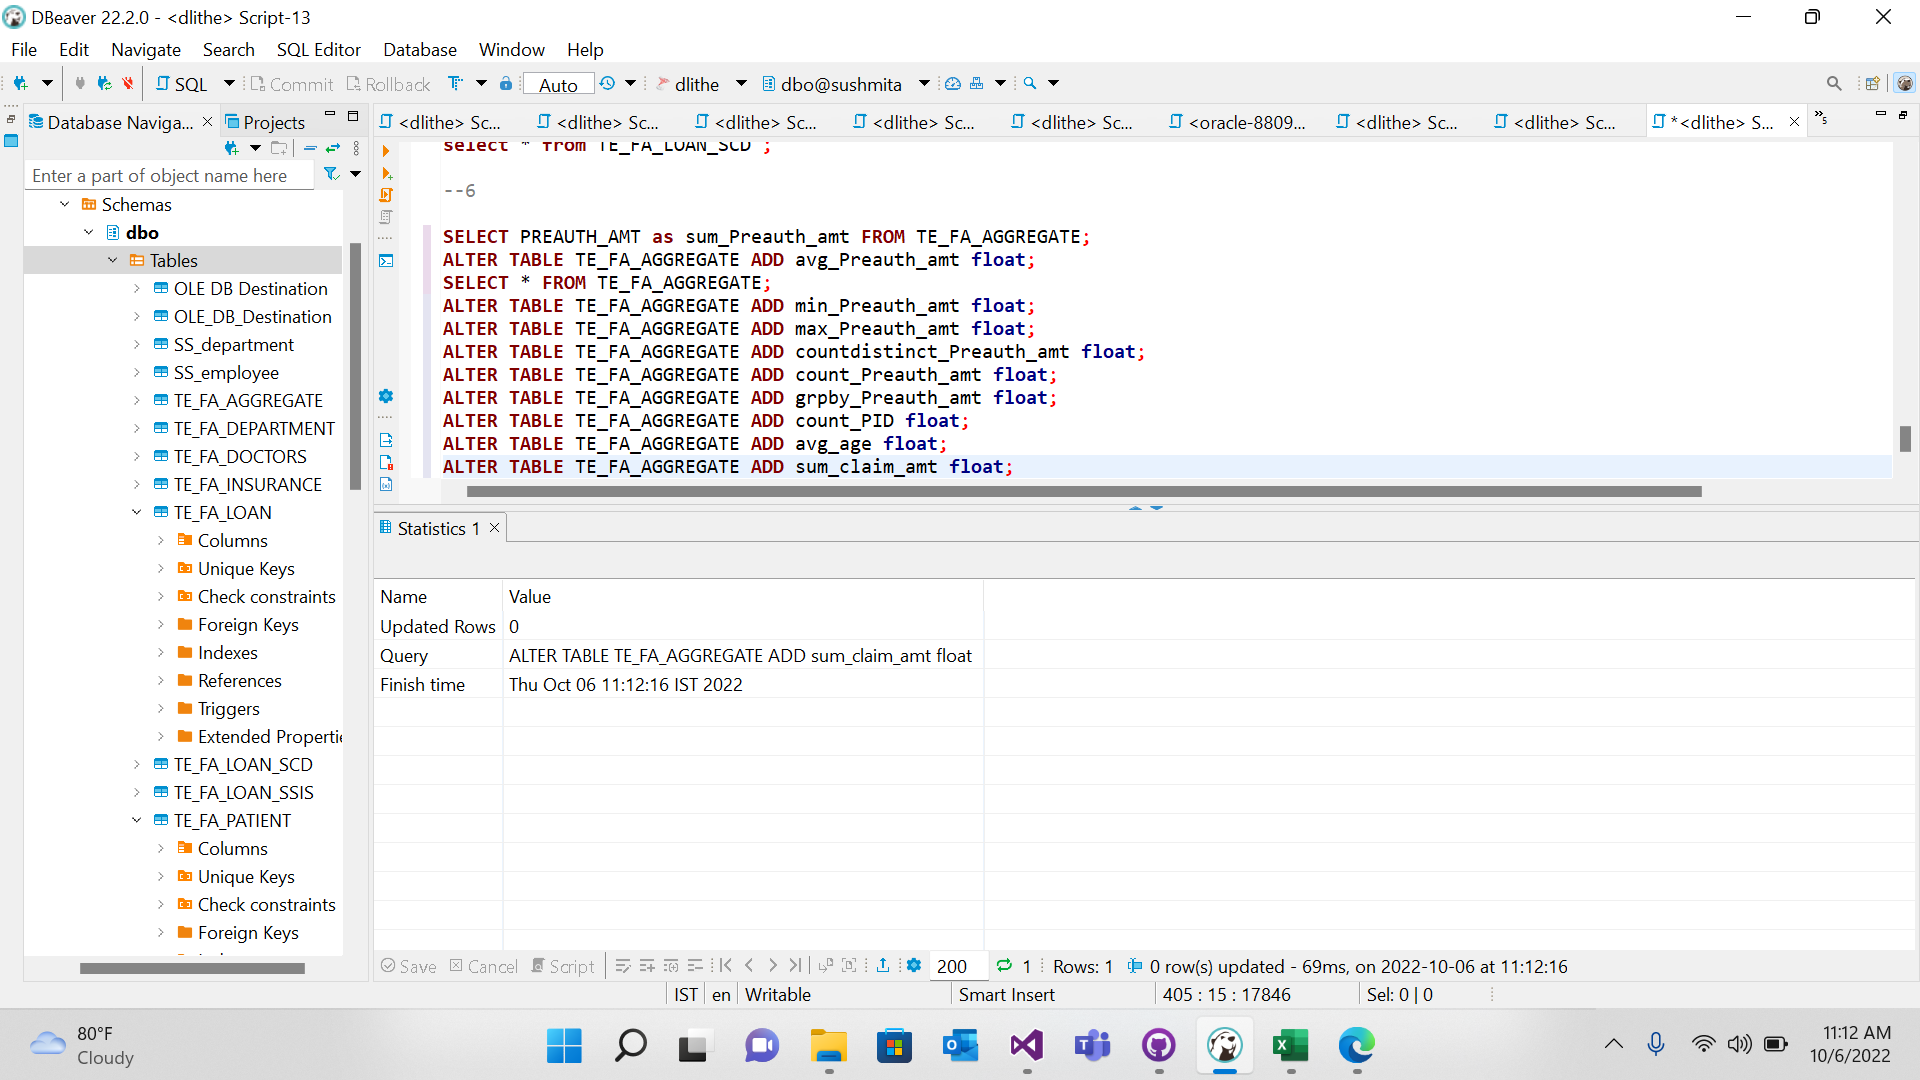 DBeaver 22.2.0 - <dlithe> Script-13
File Edit Navigate Search SQL Editor Database Window Help
SQL Commit Rollback Auto dlithe dbo@sushmita
Database Naviga... Projects
<dlithe> Sc... <dlithe> Sc... <dlithe> Sc... <dlithe> Sc... <dlithe> Sc... <oracle-8809... <dlithe> Sc... <dlithe> Sc... *<dlithe> S... »5
Enter a part of object name here
Schemas
dbo
Tables
OLE DB Destination
OLE_DB_Destination
SS_department
SS_employee
TE_FA_AGGREGATE
TE_FA_DEPARTMENT
TE_FA_DOCTORS
TE_FA_INSURANCE
TE_FA_LOAN
Columns
Unique Keys
Check constraints
Foreign Keys
Indexes
References
Triggers
Extended Properti
TE_FA_LOAN_SCD
TE_FA_LOAN_SSIS
TE_FA_PATIENT
Columns
Unique Keys
Check constraints
Foreign Keys
select * from TE_FA_LOAN_SCD ;
--6
SELECT PREAUTH_AMT as sum_Preauth_amt FROM TE_FA_AGGREGATE;
ALTER TABLE TE_FA_AGGREGATE ADD avg_Preauth_amt float;
SELECT * FROM TE_FA_AGGREGATE;
ALTER TABLE TE_FA_AGGREGATE ADD min_Preauth_amt float;
ALTER TABLE TE_FA_AGGREGATE ADD max_Preauth_amt float;
ALTER TABLE TE_FA_AGGREGATE ADD countdistinct_Preauth_amt float;
ALTER TABLE TE_FA_AGGREGATE ADD count_Preauth_amt float;
ALTER TABLE TE_FA_AGGREGATE ADD grpby_Preauth_amt float;
ALTER TABLE TE_FA_AGGREGATE ADD count_PID float;
ALTER TABLE TE_FA_AGGREGATE ADD avg_age float;
ALTER TABLE TE_FA_AGGREGATE ADD sum_claim_amt float;
Statistics 1
Name Value
Updated Rows 0
Query ALTER TABLE TE_FA_AGGREGATE ADD sum_claim_amt float
Finish time Thu Oct 06 11:12:16 IST 2022
Save Cancel Script 200 1 Rows: 1 0 row(s) updated - 69ms, on 2022-10-06 at 11:12:16
IST en Writable Smart Insert 405 : 15 : 17846 Sel: 0 | 0
80°F
Cloudy
11:12 AM
10/6/2022